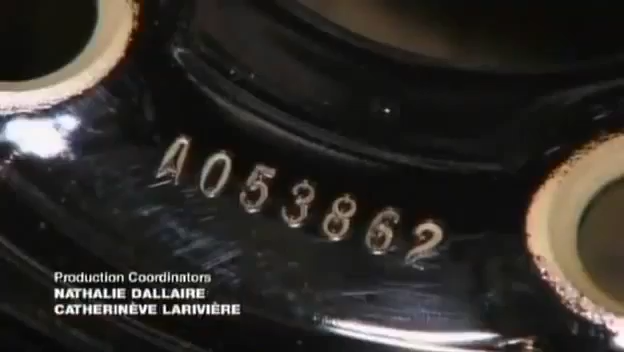 A053862
Production Coordinators
NATHALIE DALLAIRE
CATHERINÈVE LARIVIÈRE